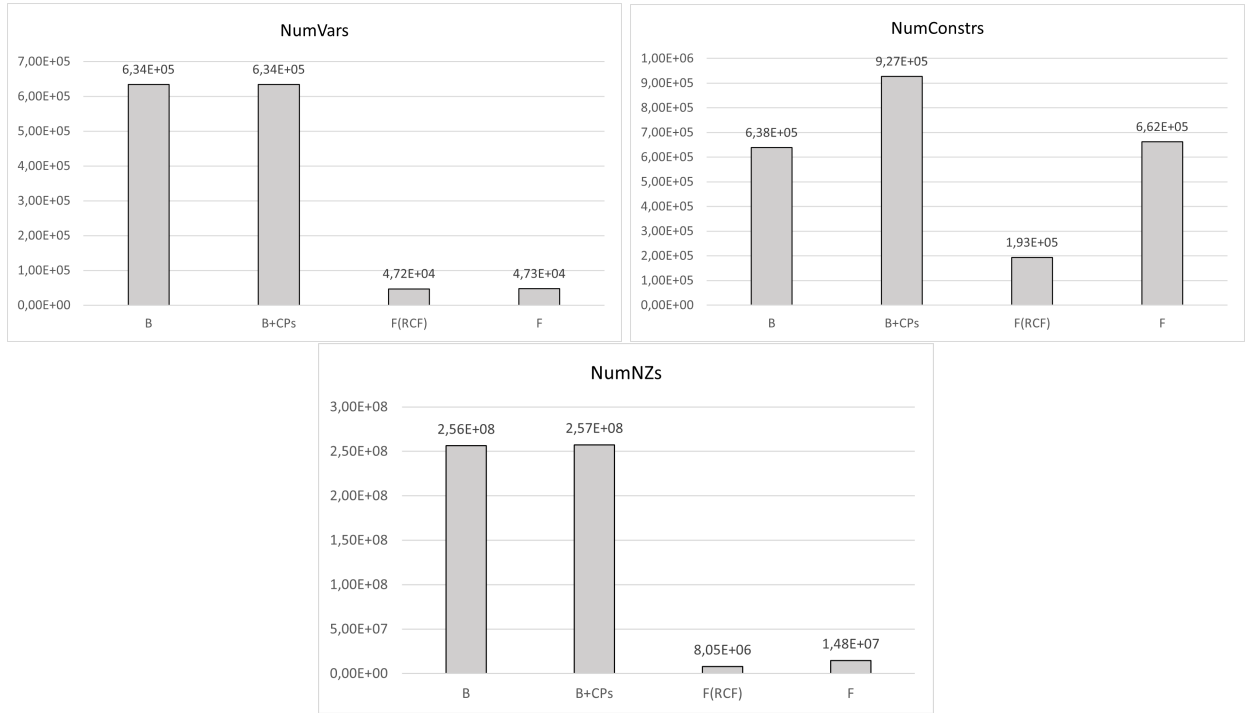 NumVars
7,00E+05
6,00E+05
5,00E+05
4,00E+05
3,00E+05
2,00E+05
1,00E+05
0,00E+00
6,34E+05
6,34E+05
4,72E+04
4,73E+04
B
B+CPs
F(RCF)
F
NumConstrs
1,00E+06
9,00E+05
8,00E+05
7,00E+05
6,00E+05
5,00E+05
4,00E+05
3,00E+05
2,00E+05
1,00E+05
0,00E+00
6,38E+05
9,27E+05
1,93E+05
6,62E+05
B
B+CPs
F(RCF)
F
NumNZs
3,00E+08
2,50E+08
2,00E+08
1,50E+08
1,00E+08
5,00E+07
0,00E+00
2,56E+08
2,57E+08
8,05E+06
1,48E+07
B
B+CPs
F(RCF)
F